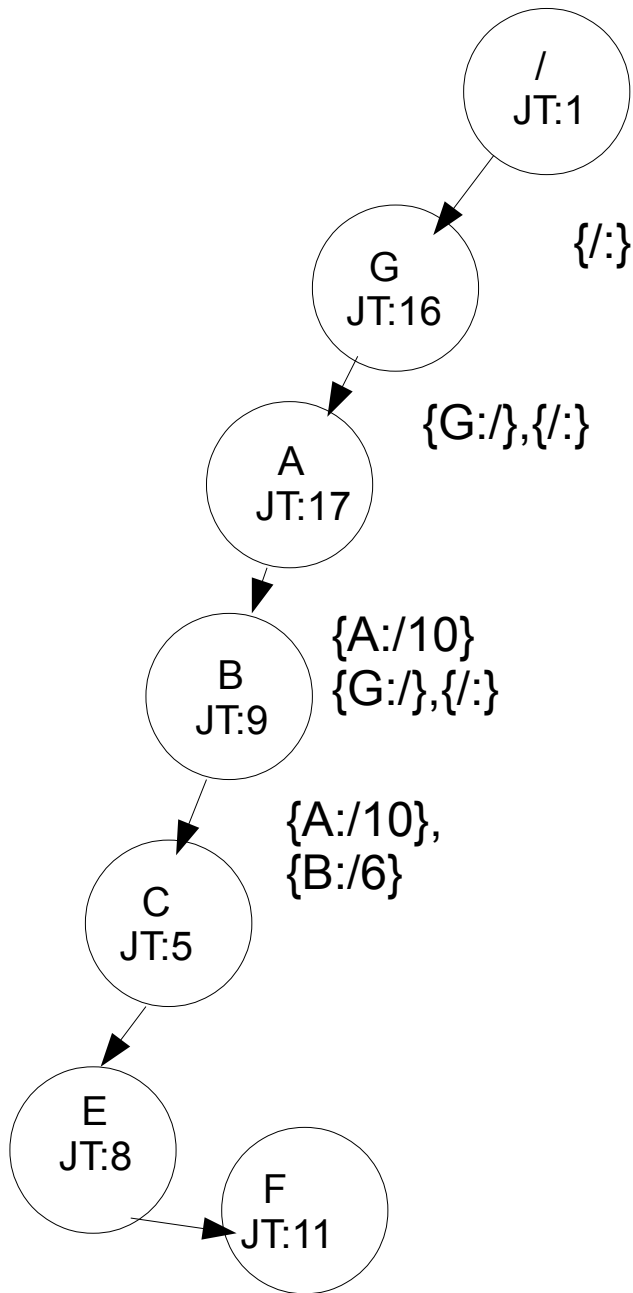 /
JT:1
{/:}
G
JT:16
{G:/},{/:}
A
JT:17
{A:/10}
{G:/},{/:}
B
JT:9
{A:/10},
{B:/6}
C
JT:5
E
JT:8
F
JT:11